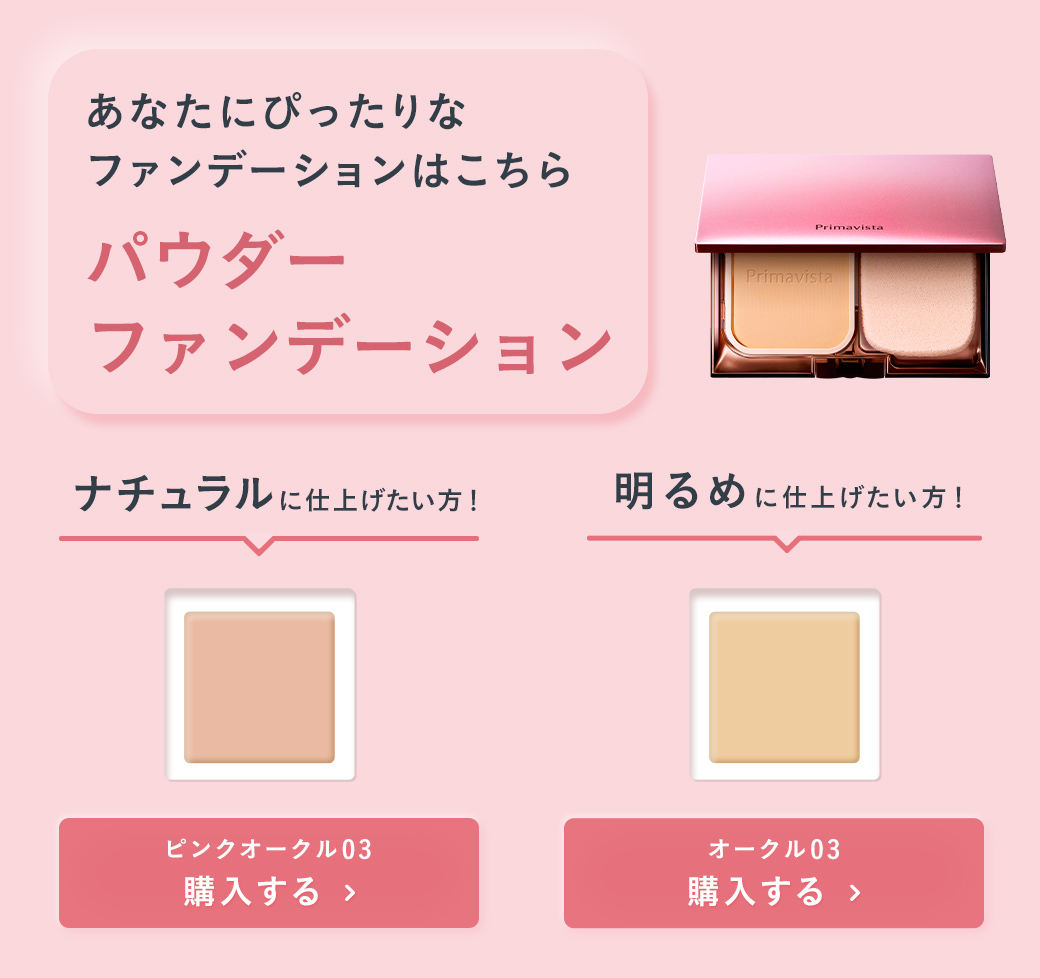 あなたにぴったりな
ファンデーションはこちら
パウダー
ファンデーション
Primavista
Primavista
ナチュラルに仕上げたい方！
明るめに仕上げたい方！
ピンクオークル03
購入する ›
オークル03
購入する ›